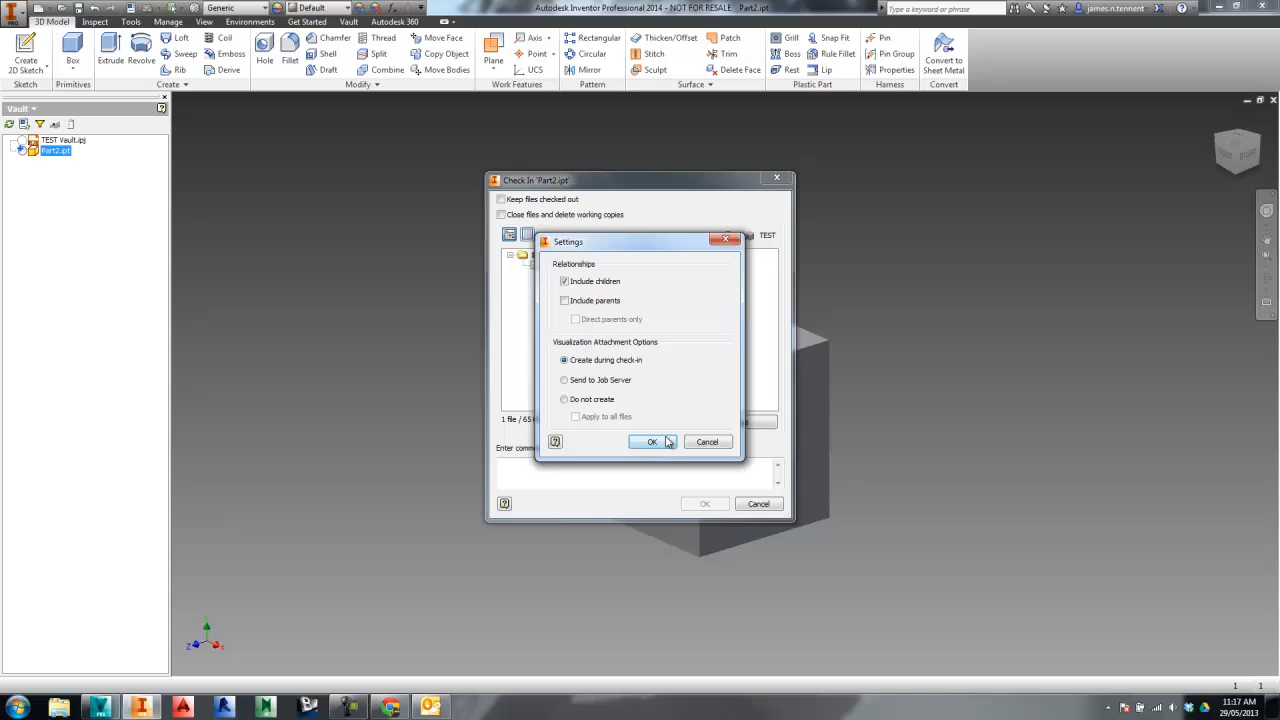 Generic
Default
Autodesk Inventor Professional 2014 - NOT FOR RESALE Part2.ipt
Type a keyword or phrase
james.n.tennent
PRO
3D Model Inspect Tools Manage View Environments Get Started Vault Autodesk 360
Create 2D Sketch
Box
Extrude
Revolve
Loft
Sweep
Rib
Coil
Emboss
Derive
Hole
Fillet
Chamfer
Shell
Draft
Thread
Split
Combine
Move Face
Copy Object
Move Bodies
Plane
Axis
Point
UCS
Rectangular
Circular
Mirror
Thicken/Offset
Stitch
Sculpt
Patch
Trim
Delete Face
Grill
Boss
Rest
Snap Fit
Rule Fillet
Lip
Pin
Pin Group
Properties
Convert to Sheet Metal
Sketch Primitives Create Modify Work Features Pattern Surface Plastic Part Harness Convert
Vault
TEST Vault.ipj
Part2.ipt
FRONT
RIGHT
Check In 'Part2.ipt'
Keep files checked out
Close files and delete working copies
TEST
Settings
Relationships
Include children
Include parents
Direct parents only
Visualization Attachment Options
Create during check-in
Send to Job Server
Do not create
Apply to all files
OK Cancel
1 file / 65
Enter comm
OK Cancel
Z
X
1 1
11:17 AM
29/05/2013